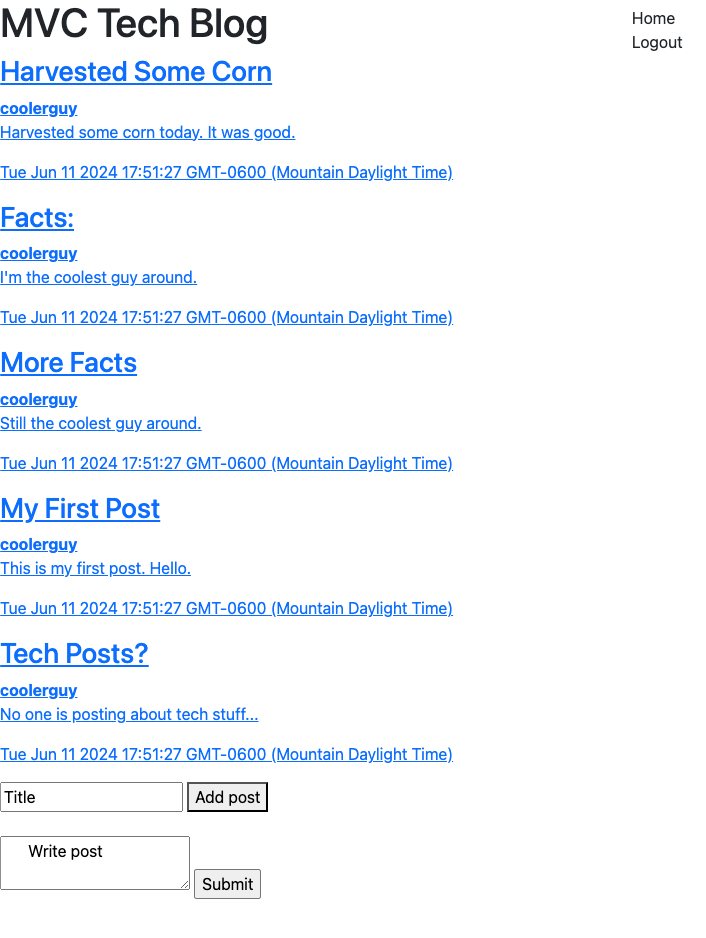 MVC Tech Blog
Home
Logout
Harvested Some Corn
coolerguy
Harvested some corn today. It was good.
Tue Jun 11 2024 17:51:27 GMT-0600 (Mountain Daylight Time)
Facts:
coolerguy
I'm the coolest guy around.
Tue Jun 11 2024 17:51:27 GMT-0600 (Mountain Daylight Time)
More Facts
coolerguy
Still the coolest guy around.
Tue Jun 11 2024 17:51:27 GMT-0600 (Mountain Daylight Time)
My First Post
coolerguy
This is my first post. Hello.
Tue Jun 11 2024 17:51:27 GMT-0600 (Mountain Daylight Time)
Tech Posts?
coolerguy
No one is posting about tech stuff...
Tue Jun 11 2024 17:51:27 GMT-0600 (Mountain Daylight Time)
Title Add post
Write post
Submit